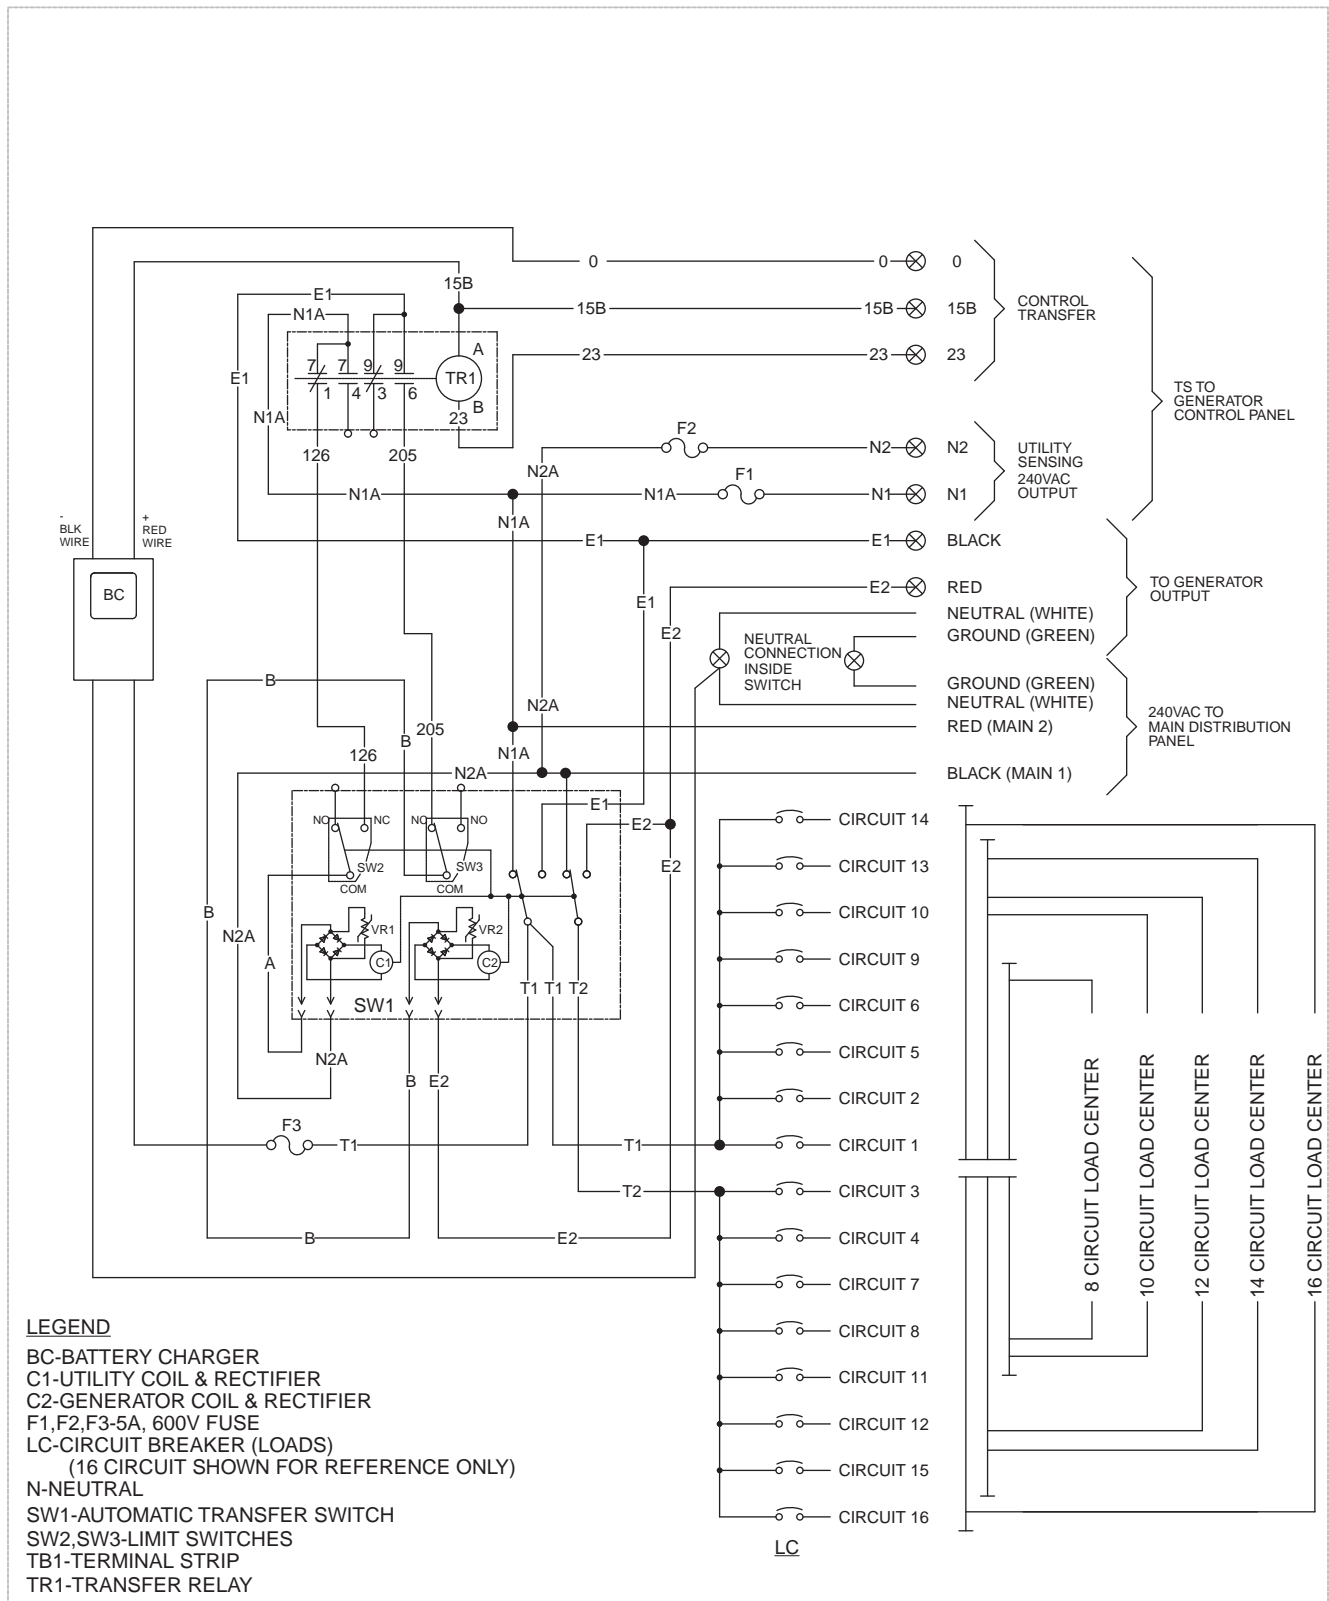 0
0
0
15B
15B
15B
15B
CONTROL
TRANSFER
E1
N1A
23
23
23
A
7
7
9
9
TR1
1
4
3
6
B
23
E1
N1A
TS TO
GENERATOR
CONTROL PANEL
126
205
F2
N2
N2
N2A
UTILITY
SENSING
240VAC
OUTPUT
F1
N1A
N1A
N1
N1
N1A
-
BLK
WIRE
+
RED
WIRE
E1
E1
BLACK
BC
E2
RED
TO GENERATOR
OUTPUT
E1
NEUTRAL (WHITE)
E2
NEUTRAL
CONNECTION
INSIDE
SWITCH
GROUND (GREEN)
B
GROUND (GREEN)
N2A
NEUTRAL (WHITE)
240VAC TO
MAIN DISTRIBUTION
PANEL
205
B
RED (MAIN 2)
126
N1A
N2A
BLACK (MAIN 1)
E1
NO
NC
NC
NO
E2
CIRCUIT 14
SW2
SW3
E2
CIRCUIT 13
COM
COM
B
CIRCUIT 10
N2A
VR1
VR2
A
C1
C2
CIRCUIT 9
T1
T1
T2
SW1
CIRCUIT 6
N2A
CIRCUIT 5
B
E2
CIRCUIT 2
F3
T1
T1
CIRCUIT 1
T2
CIRCUIT 3
B
E2
CIRCUIT 4
CIRCUIT 7
CIRCUIT 8
CIRCUIT 11
CIRCUIT 12
CIRCUIT 15
CIRCUIT 16
LC
8 CIRCUIT LOAD CENTER
10 CIRCUIT LOAD CENTER
12 CIRCUIT LOAD CENTER
14 CIRCUIT LOAD CENTER
16 CIRCUIT LOAD CENTER
LEGEND
BC-BATTERY CHARGER
C1-UTILITY COIL & RECTIFIER
C2-GENERATOR COIL & RECTIFIER
F1,F2,F3-5A, 600V FUSE
LC-CIRCUIT BREAKER (LOADS)
(16 CIRCUIT SHOWN FOR REFERENCE ONLY)
N-NEUTRAL
SW1-AUTOMATIC TRANSFER SWITCH
SW2,SW3-LIMIT SWITCHES
TB1-TERMINAL STRIP
TR1-TRANSFER RELAY